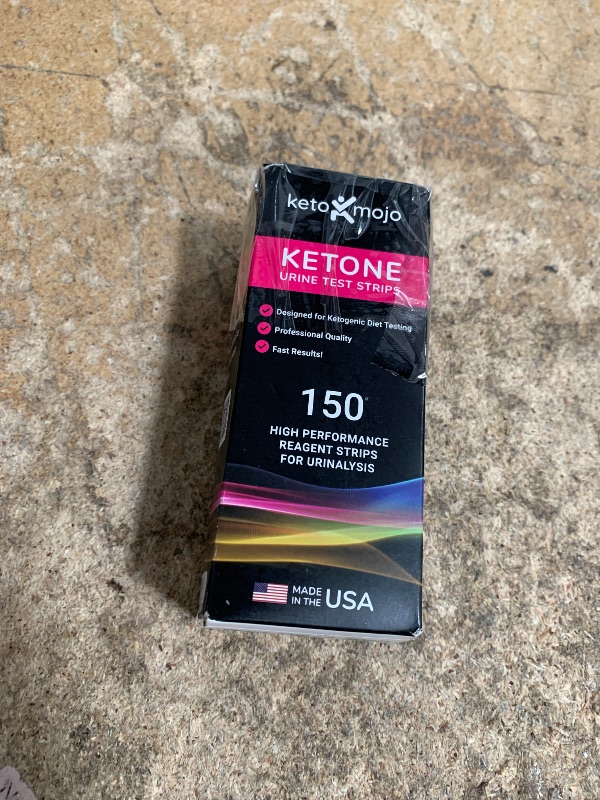 keto mojo
KETONE
URINE TEST STRIPS
Designed for Ketogenic Diet Testing
Professional Quality
Fast Results!
150
HIGH PERFORMANCE
REAGENT STRIPS
FOR URINALYSIS
MADE
IN THE
USA